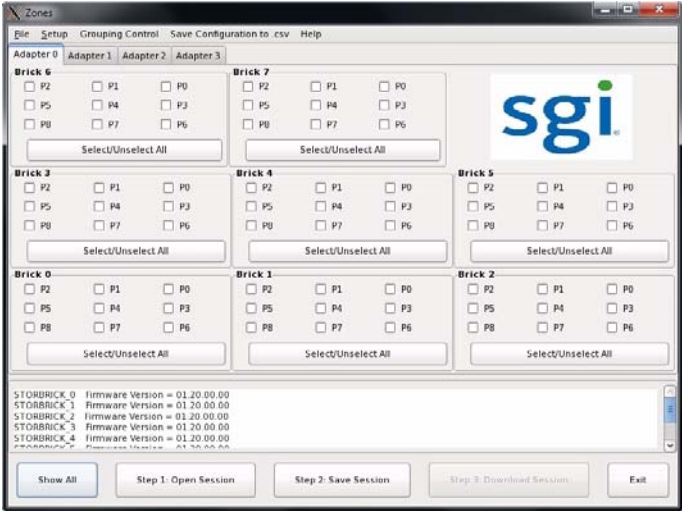 Zones
File Setup Grouping Control Save Configuration to .csv Help
Adapter 0 Adapter 1 Adapter 2 Adapter 3
Brick 6 Brick 7
P2 P1 P0 P2 P1 P0
P5 P4 P3 P5 P4 P3
P8 P7 P6 P8 P7 P6
Select/Unselect All Select/Unselect All
sgi
Brick 3 Brick 4 Brick 5
P2 P1 P0 P2 P1 P0 P2 P1 P0
P5 P4 P3 P5 P4 P3 P5 P4 P3
P8 P7 P6 P8 P7 P6 P8 P7 P6
Select/Unselect All Select/Unselect All Select/Unselect All
Brick 0 Brick 1 Brick 2
P2 P1 P0 P2 P1 P0 P2 P1 P0
P5 P4 P3 P5 P4 P3 P5 P4 P3
P8 P7 P6 P8 P7 P6 P8 P7 P6
Select/Unselect All Select/Unselect All Select/Unselect All
STORBRICK_0 Firmware Version = 01.20.00.00
STORBRICK_1 Firmware Version = 01.20.00.00
STORBRICK_2 Firmware Version = 01.20.00.00
STORBRICK_3 Firmware Version = 01.20.00.00
STORBRICK_4 Firmware Version = 01.20.00.00
Show All Step 1: Open Session Step 2: Save Session Step 3: Download Session Exit